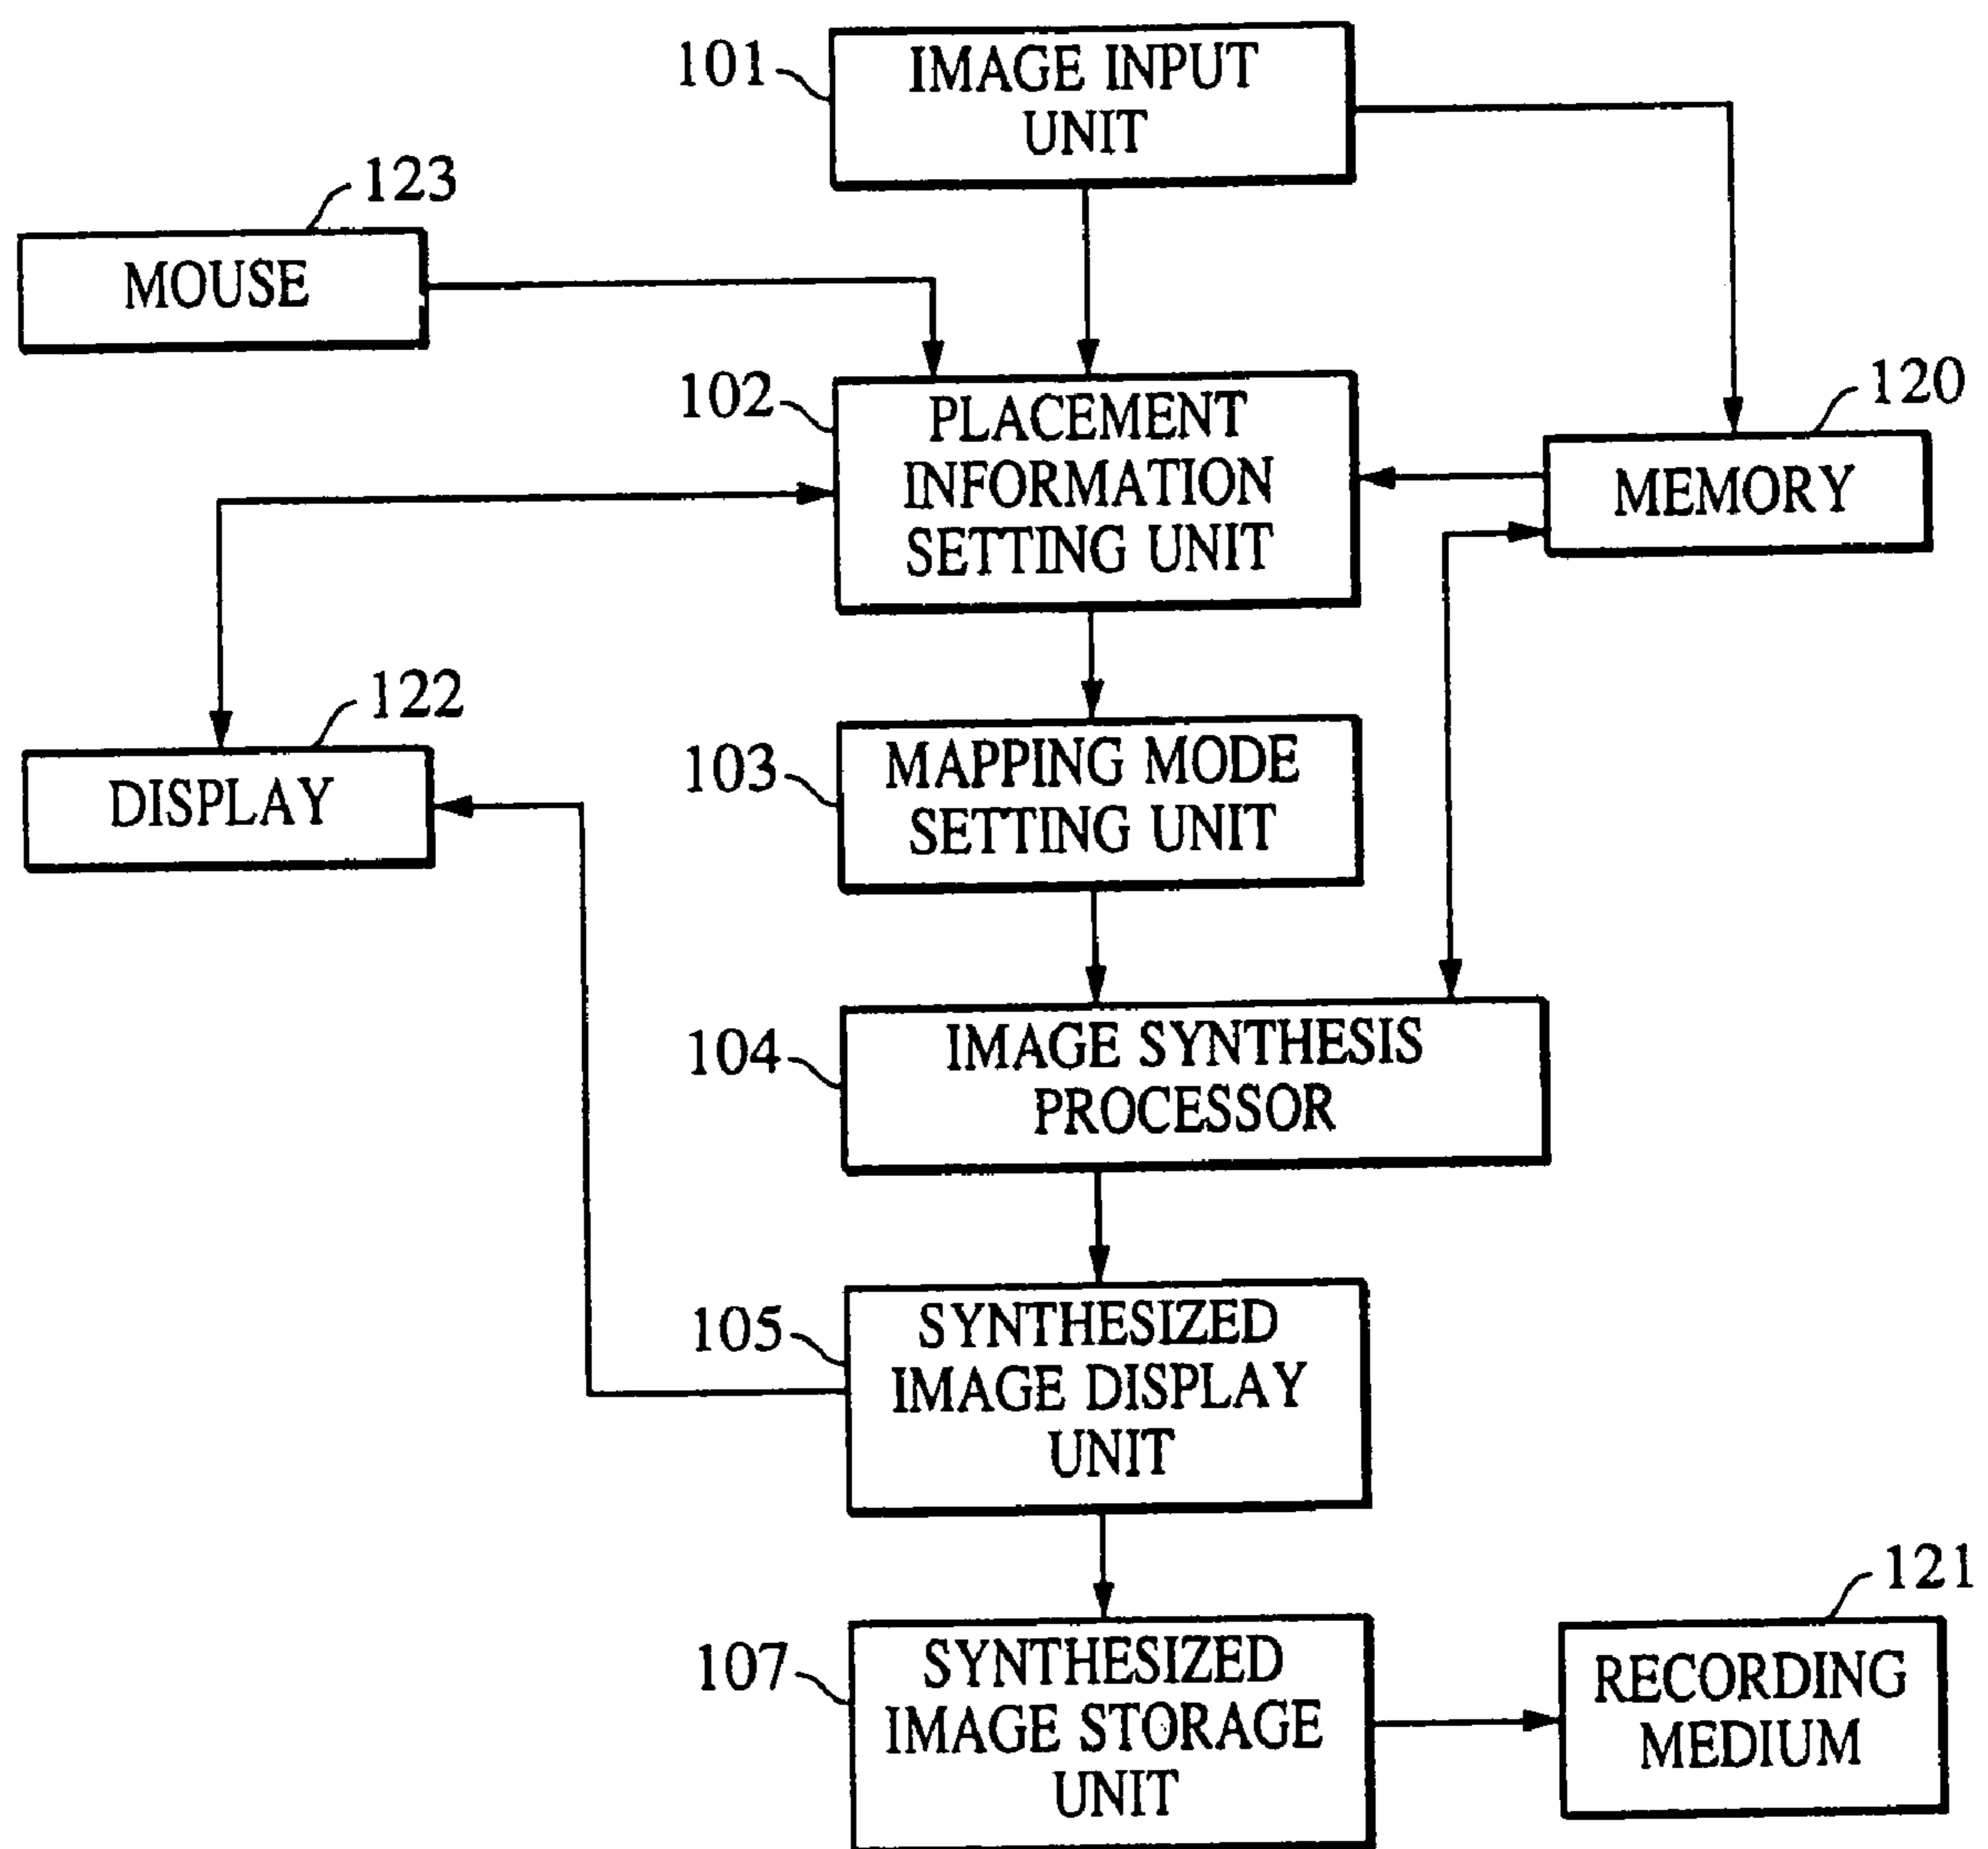 101
IMAGE INPUT
UNIT
123
MOUSE
102
PLACEMENT
INFORMATION
SETTING UNIT
120
MEMORY
122
DISPLAY
103
MAPPING MODE
SETTING UNIT
104
IMAGE SYNTHESIS
PROCESSOR
105
SYNTHESIZED
IMAGE DISPLAY
UNIT
107
SYNTHESIZED
IMAGE STORAGE
UNIT
121
RECORDING
MEDIUM